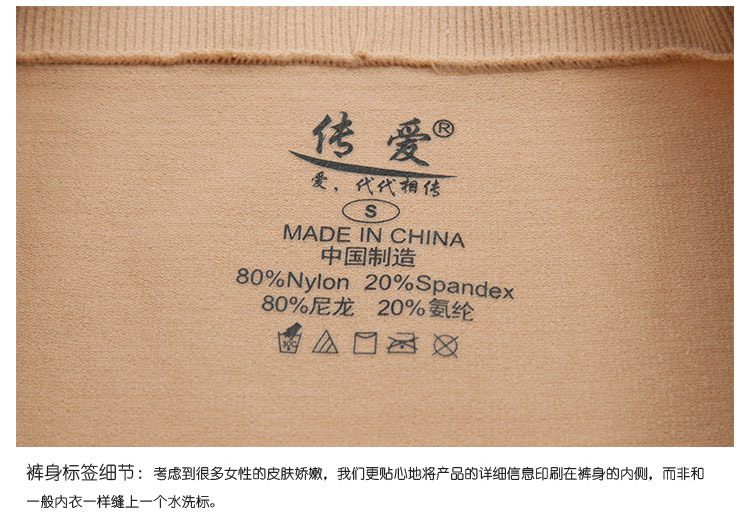 传爱®
爱，代代相传
S
MADE IN CHINA
中国制造
80%Nylon 20%Spandex
80%尼龙 20%氨纶
裤身标签细节：考虑到很多女性的皮肤娇嫩，我们更贴心地将产品的详细信息印刷在裤身的内侧，而非和
一般内衣一样缝上一个水洗标。